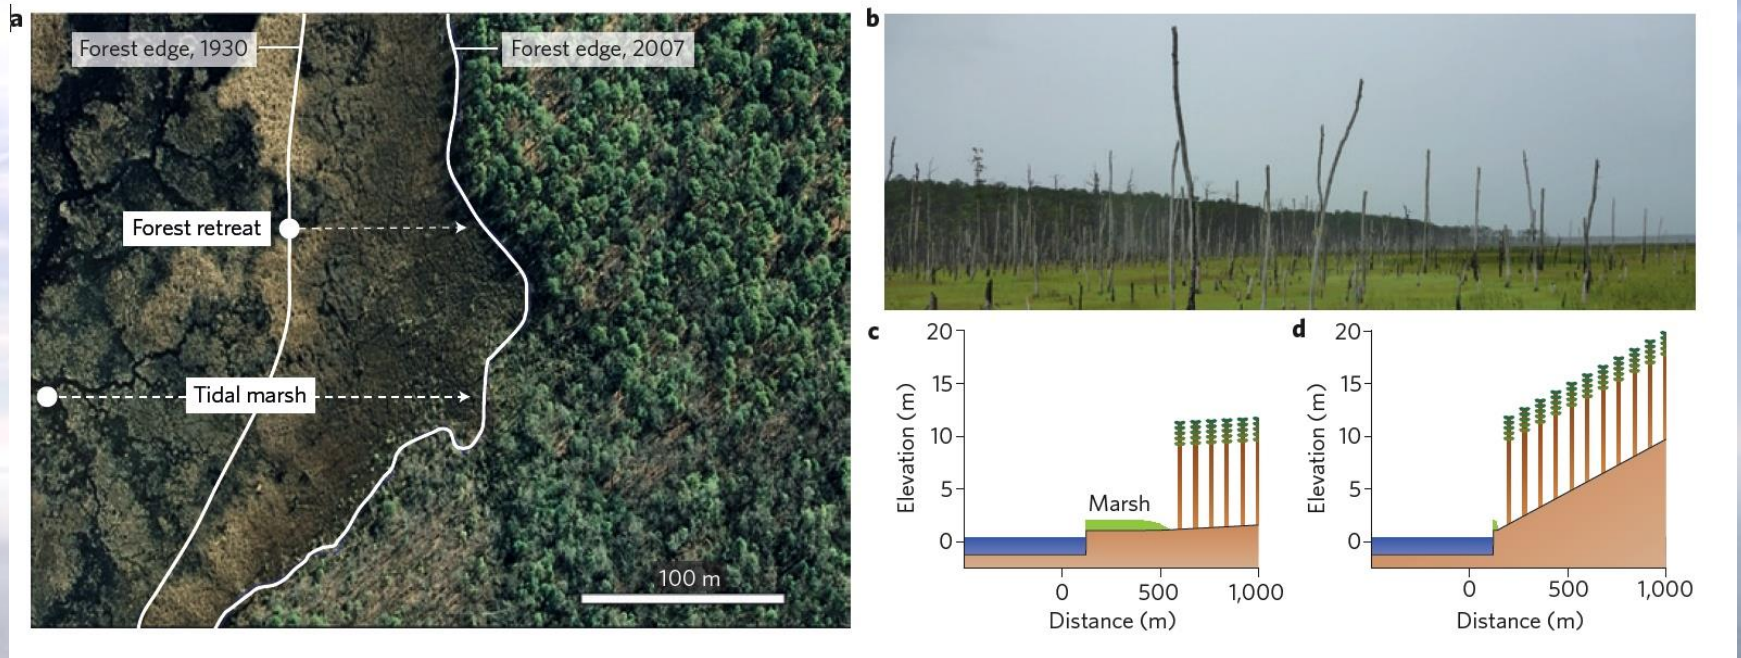 a
Forest edge, 1930
Forest edge, 2007
Forest retreat
Tidal marsh
100 m
b
c
20
15
10
5
0
Elevation (m)
Marsh
0
500
1,000
Distance (m)
d
20
15
10
5
0
Elevation (m)
0
500
1,000
Distance (m)